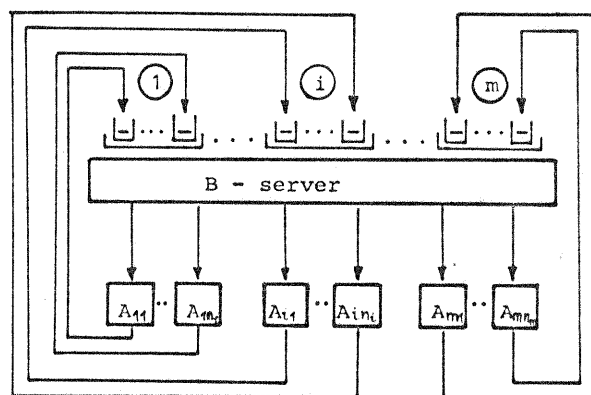 1 i m
... ... ... ... ...
B - server
A₁₁ .. A₁ₙ₁ Aᵢ₁ .. Aᵢₙᵢ Aₘ₁ .. Aₘₙₘ